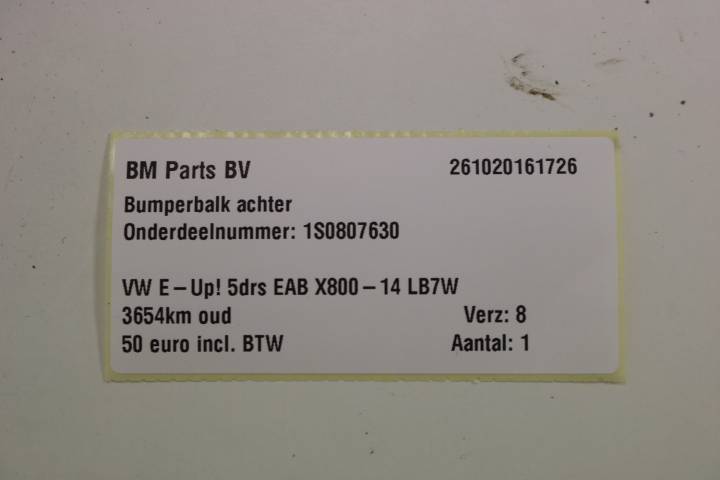 BM Parts BV 261020161726
Bumperbalk achter
Onderdeelnummer: 1S0807630
VW E-Up! 5drs EAB X800-14 LB7W
3654km oud Verz: 8
50 euro incl. BTW Aantal: 1